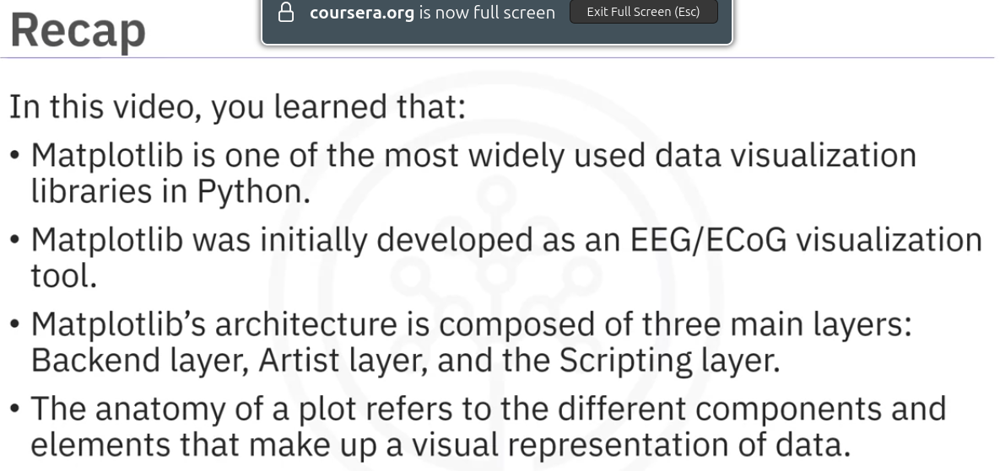 coursera.org is now full screen Exit Full Screen (Esc)
Recap
In this video, you learned that:
• Matplotlib is one of the most widely used data visualization
libraries in Python.
• Matplotlib was initially developed as an EEG/ECoG visualization
tool.
• Matplotlib’s architecture is composed of three main layers:
Backend layer, Artist layer, and the Scripting layer.
• The anatomy of a plot refers to the different components and
elements that make up a visual representation of data.